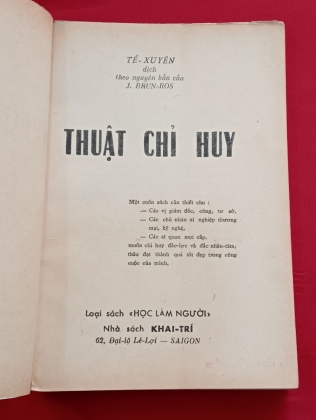 TẾ-XUYÊN
dịch
theo nguyên bản của
J. BRUN-ROS
THUẬT CHỈ HUY
Một cuốn sách cần thiết cho :
— Các vị giám đốc, công, tư sở,
— Các chủ nhân xí nghiệp thương
mại, kỹ nghệ,
— Các sĩ quan mọi cấp,
muốn chỉ huy đắc-lực và đắc nhân-tâm,
thâu đạt thành quả tốt đẹp trong công
cuộc của mình.
Loại sách «HỌC LÀM NGƯỜI»
Nhà sách KHAI-TRÍ
62, Đại-lộ Lê-Lợi — SAIGON